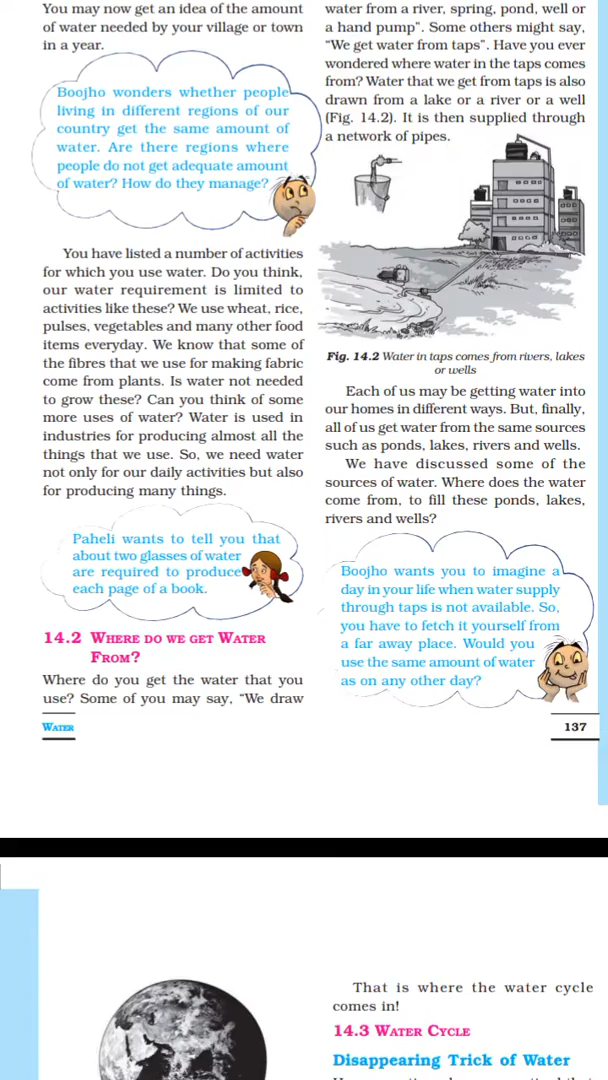 You may now get an idea of the amount
of water needed by your village or town
in a year.
Boojho wonders whether people
living in different regions of our
country get the same amount of
water. Are there regions where
people do not get adequate amount
of water? How do they manage?
You have listed a number of activities
for which you use water. Do you think,
our water requirement is limited to
activities like these? We use wheat, rice,
pulses, vegetables and many other food
items everyday. We know that some of
the fibres that we use for making fabric
come from plants. Is water not needed
to grow these? Can you think of some
more uses of water? Water is used in
industries for producing almost all the
things that we use. So, we need water
not only for our daily activities but also
for producing many things.
Paheli wants to tell you that
about two glasses of water
are required to produce
each page of a book.
14.2 WHERE DO WE GET WATER
FROM?
Where do you get the water that you
use? Some of you may say, “We draw
water from a river, spring, pond, well or
a hand pump”. Some others might say,
“We get water from taps”. Have you ever
wondered where water in the taps comes
from? Water that we get from taps is also
drawn from a lake or a river or a well
(Fig. 14.2). It is then supplied through
a network of pipes.
Fig. 14.2 Water in taps comes from rivers, lakes
or wells
Each of us may be getting water into
our homes in different ways. But, finally,
all of us get water from the same sources
such as ponds, lakes, rivers and wells.
We have discussed some of the
sources of water. Where does the water
come from, to fill these ponds, lakes,
rivers and wells?
Boojho wants you to imagine a
day in your life when water supply
through taps is not available. So,
you have to fetch it yourself from
a far away place. Would you
use the same amount of water
as on any other day?
WATER
137
That is where the water cycle
comes in!
14.3 WATER CYCLE
Disappearing Trick of Water